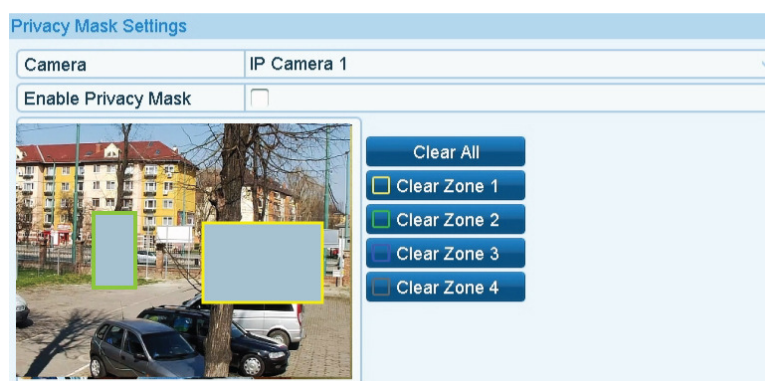 Privacy Mask Settings
Camera IP Camera 1
Enable Privacy Mask
Clear All
Clear Zone 1
Clear Zone 2
Clear Zone 3
Clear Zone 4